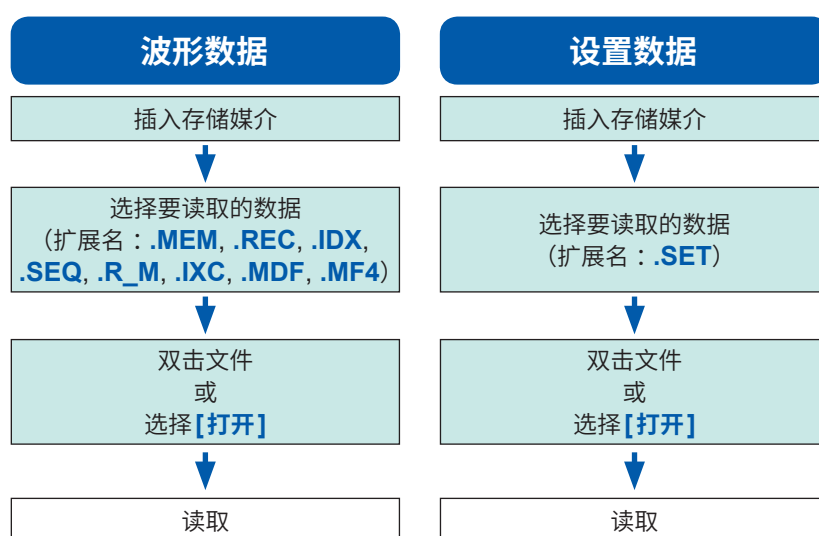 波形数据
插入存储媒介
选择要读取的数据
（扩展名：.MEM, .REC, .IDX,
.SEQ, .R_M, .IXC, .MDF, .MF4）
双击文件
或
选择[打开]
读取
设置数据
插入存储媒介
选择要读取的数据
（扩展名：.SET）
双击文件
或
选择[打开]
读取